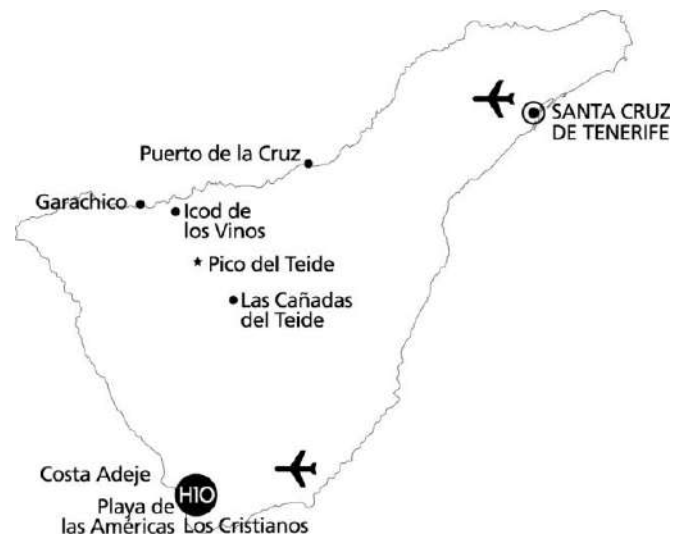 SANTA CRUZ
DE TENERIFE
Puerto de la Cruz
Garachico
Icod de
los Vinos
Pico del Teide
Las Cañadas
del Teide
Costa Adeje
H10
Playa de
las Américas
Los Cristianos